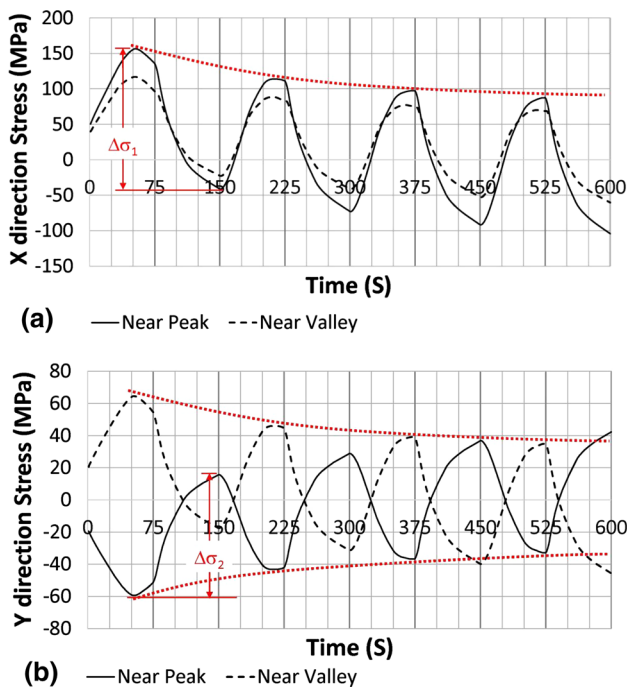 X direction Stress (MPa)
200
150
100
50
0
-50
-100
-150
Δσ1
0 75 150 225 300 375 450 525 600
Time (S)
(a) Near Peak Near Valley
Y direction Stress (MPa)
80
60
40
20
0
-20
-40
-60
-80
0 75 150 225 300 375 450 525 600
Δσ2
Time (S)
(b) Near Peak Near Valley